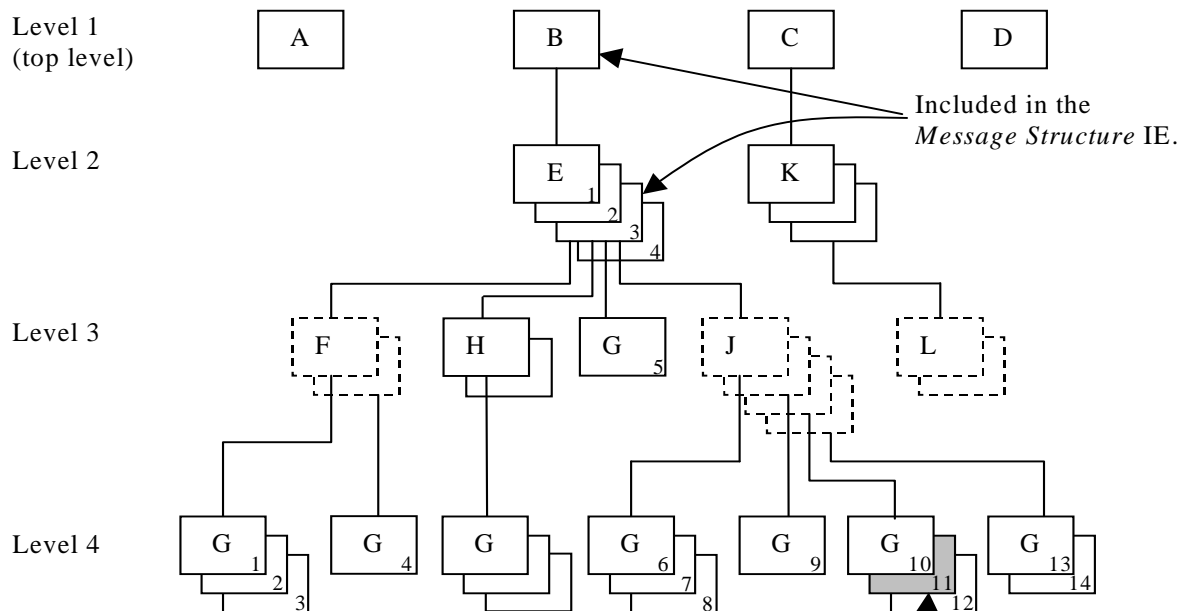 Level 1
(top level)
A
B
C
D
Included in the
Message Structure IE.
Level 2
E
1
2
3
4
K
Level 3
F
H
G
5
J
L
Level 4
G
1
2
3
G
4
G
G
6
7
8
G
9
G
10
11
12
G
13
14